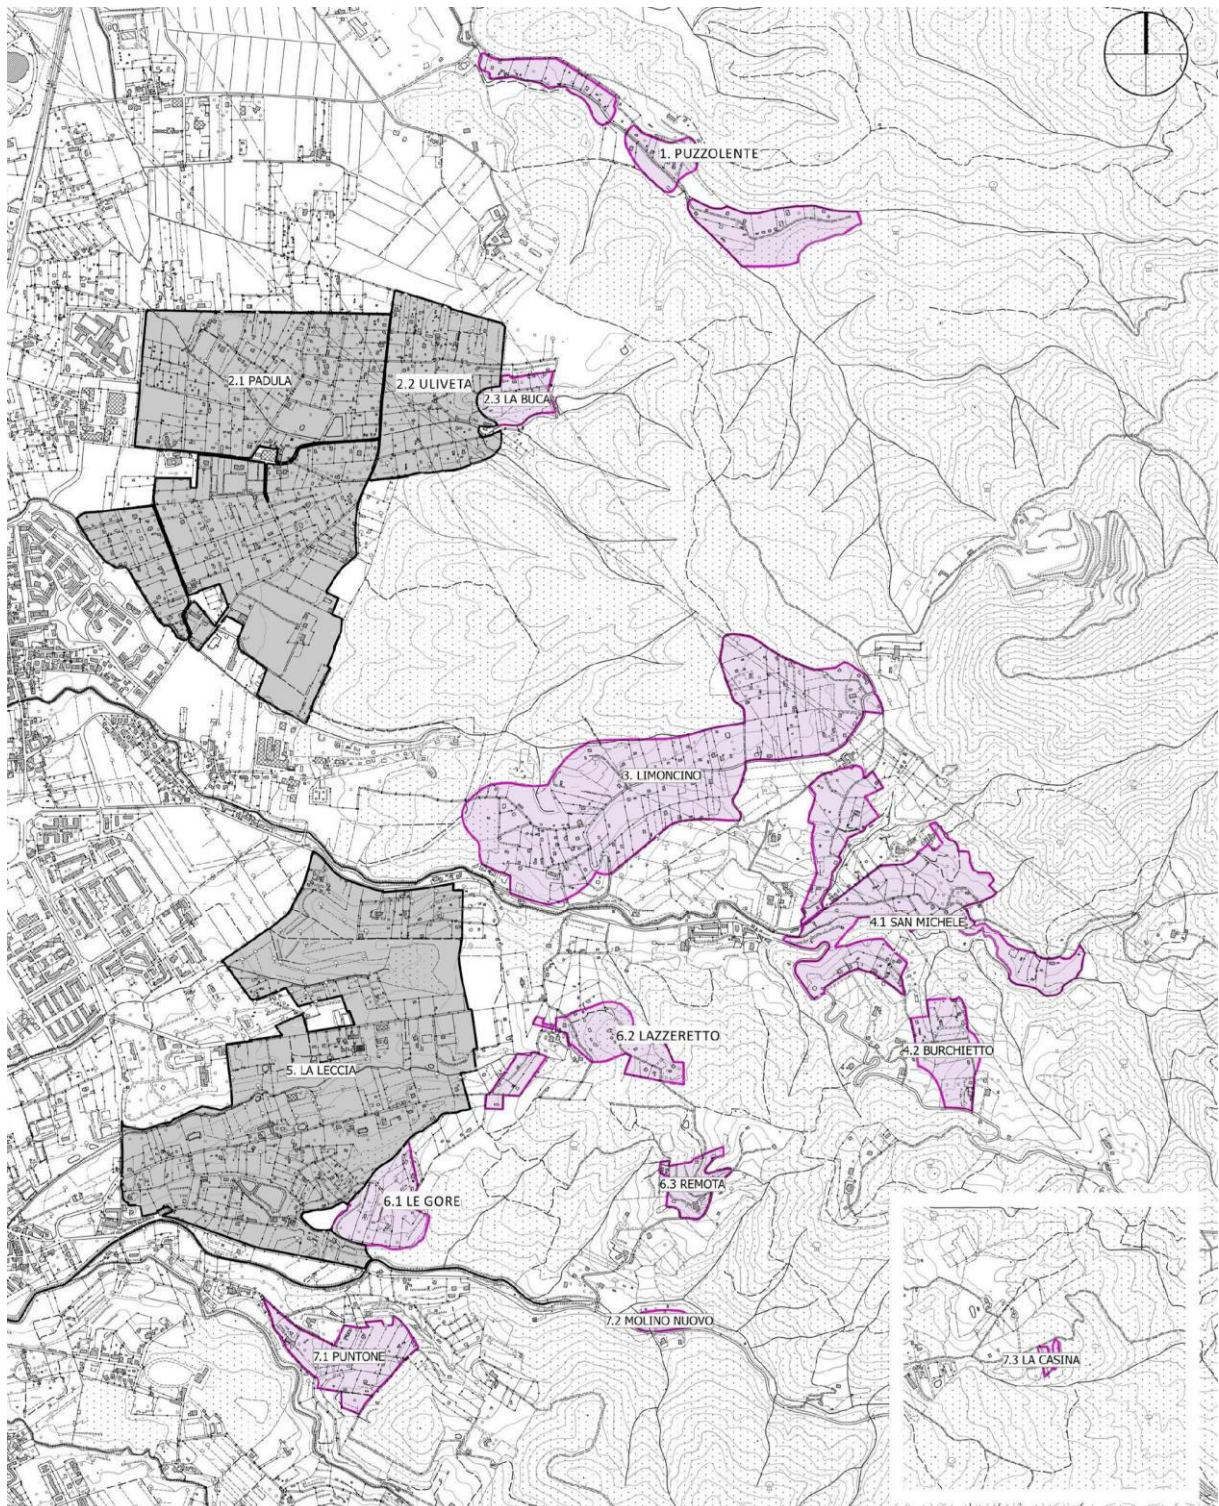 1. PUZZOLENTE
2.1 PADULA
2.2 ULIVETA
2.3 LA BUCA
3. LIMONCINO
4.1 SAN MICHELE
6.2 LAZZERETTO
4.2 BURCHIETTO
5. LA LECCIA
6.3 REMOTA
6.1 LE GORE
7.2 MOLINO NUOVO
7.1 PUNTONE
7.3 LA CASINA